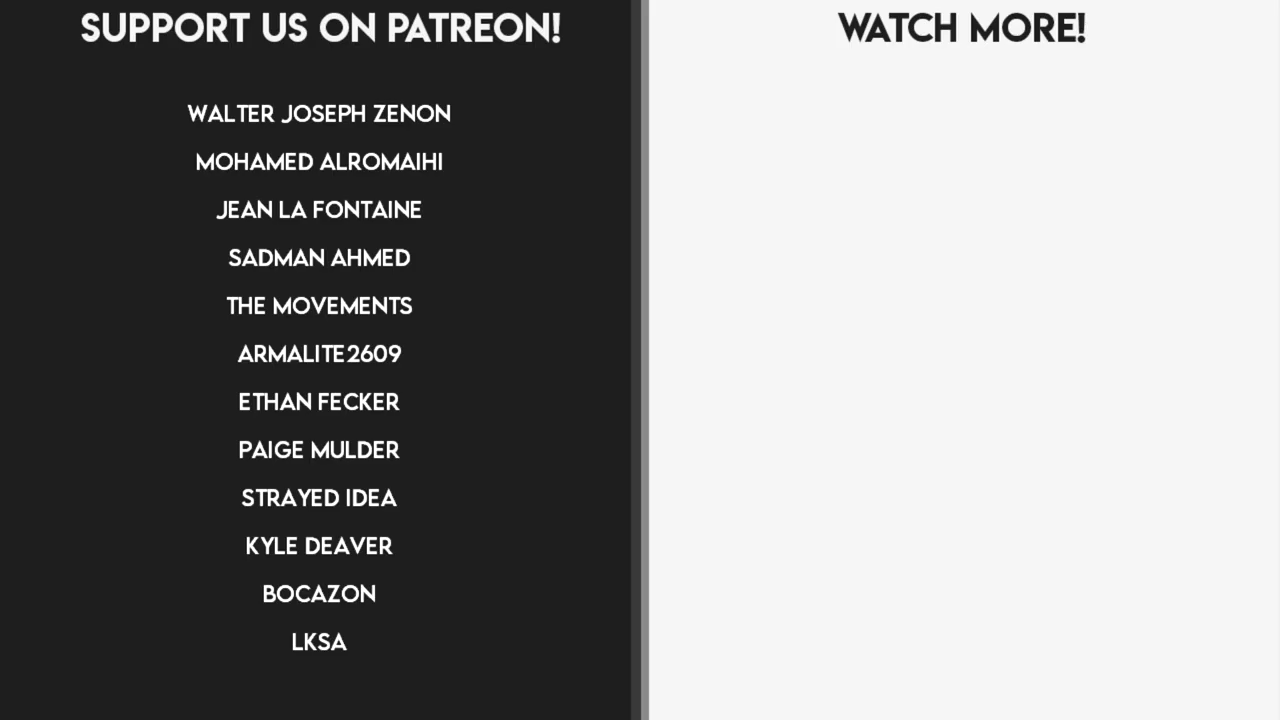 SUPPORT US ON PATREON!
WALTER JOSEPH ZENON
MOHAMED ALROMAIHI
JEAN LA FONTAINE
SADMAN AHMED
THE MOVEMENTS
ARMALITE2609
ETHAN FECKER
PAIGE MULDER
STRAYED IDEA
KYLE DEAVER
BOCAZON
LKSA
WATCH MORE!